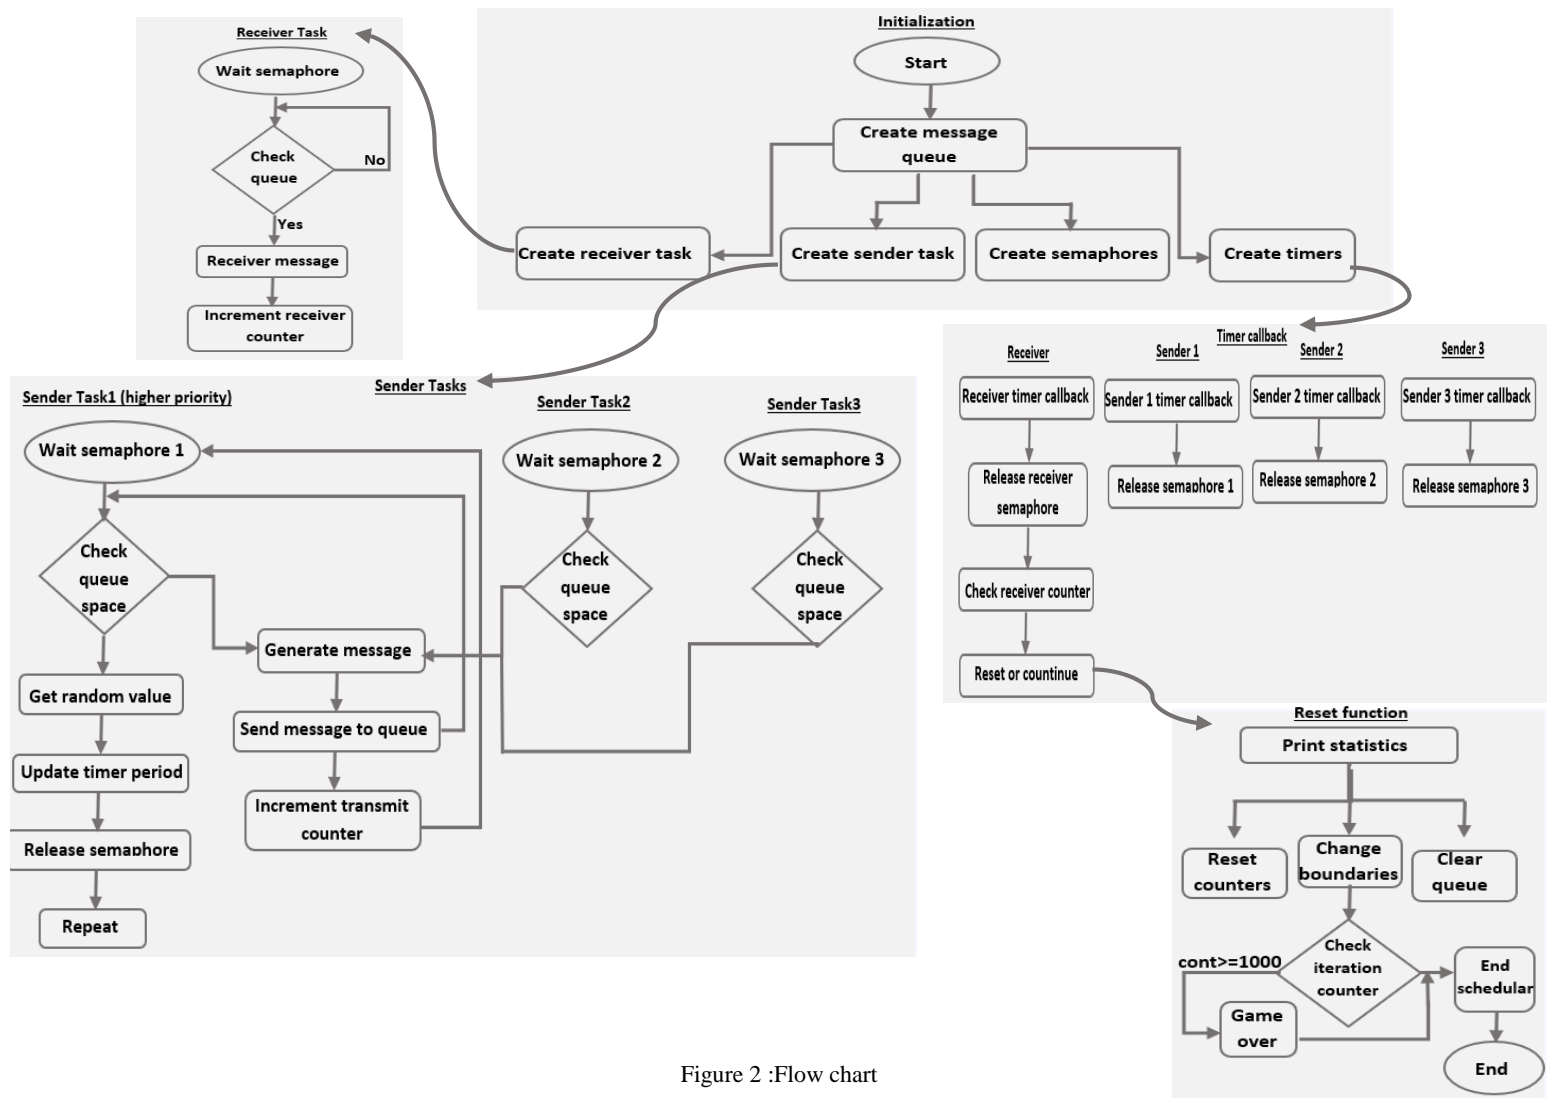 Receiver Task
Wait semaphore
Check
queue
No
Yes
Receiver message
Increment receiver
counter
Initialization
Start
Create message
queue
Create receiver task
Create sender task
Create semaphores
Create timers
Timer callback
Receiver
Receiver timer callback
Release receiver
semaphore
Check receiver counter
Reset or countinue
Sender 1
Sender 1 timer callback
Release semaphore 1
Sender 2
Sender 2 timer callback
Release semaphore 2
Sender 3
Sender 3 timer callback
Release semaphore 3
Sender Tasks
Sender Task1 (higher priority)
Wait semaphore 1
Check
queue
space
Get random value
Update timer period
Release semaphore
Repeat
Generate message
Send message to queue
Increment transmit
counter
Sender Task2
Wait semaphore 2
Check
queue
space
Sender Task3
Wait semaphore 3
Check
queue
space
Reset function
Print statistics
Reset
counters
Change
boundaries
Clear
queue
Check
iteration
counter
cont>=1000
Game
over
End
schedular
End
Figure 2 :Flow chart